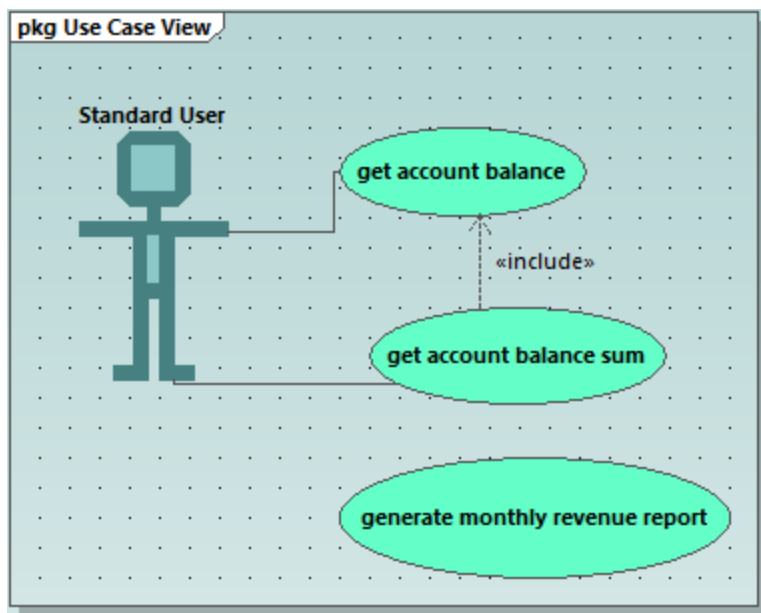 pkg Use Case View
Standard User
get account balance
«include»
get account balance sum
generate monthly revenue report